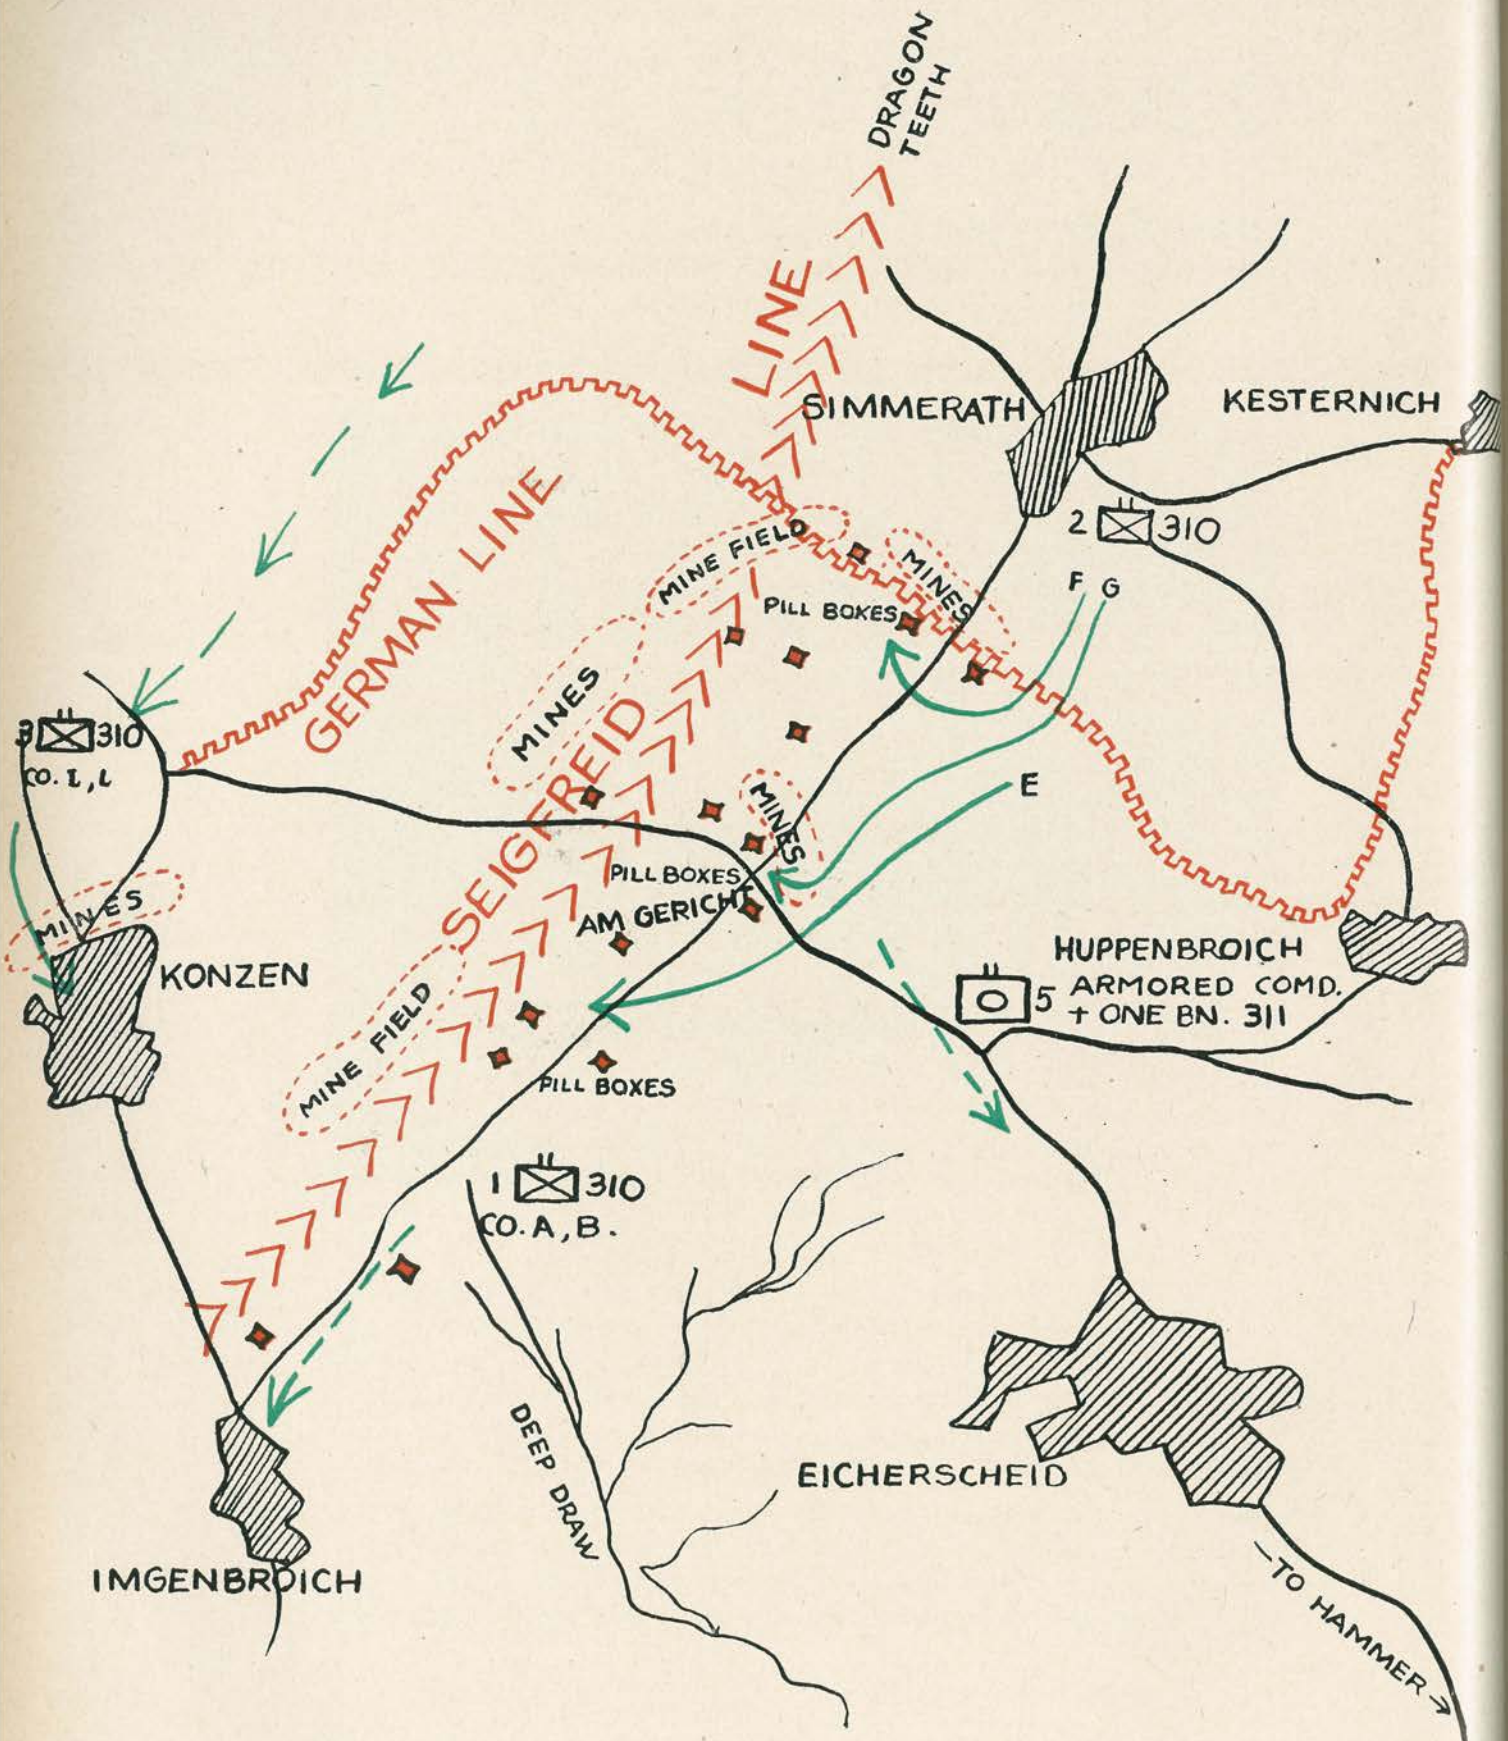 DRAGON
TEETH
LINE
SIMMERATH
KESTERNICH
2 310
F G
GERMAN LINE
MINE FIELD
MINES
PILL BOXES
MINES
SEIGFREID
3 310
CO. I, L
E
MINES
PILL BOXES
AM GERICHT
MINES
KONZEN
HUPPENBROICH
5 ARMORED COMD.
+ ONE BN. 311
MINE FIELD
PILL BOXES
1 310
CO. A, B.
DEEP DRAW
EICHERSCHEID
IMGENBROICH
—TO HAMMER→